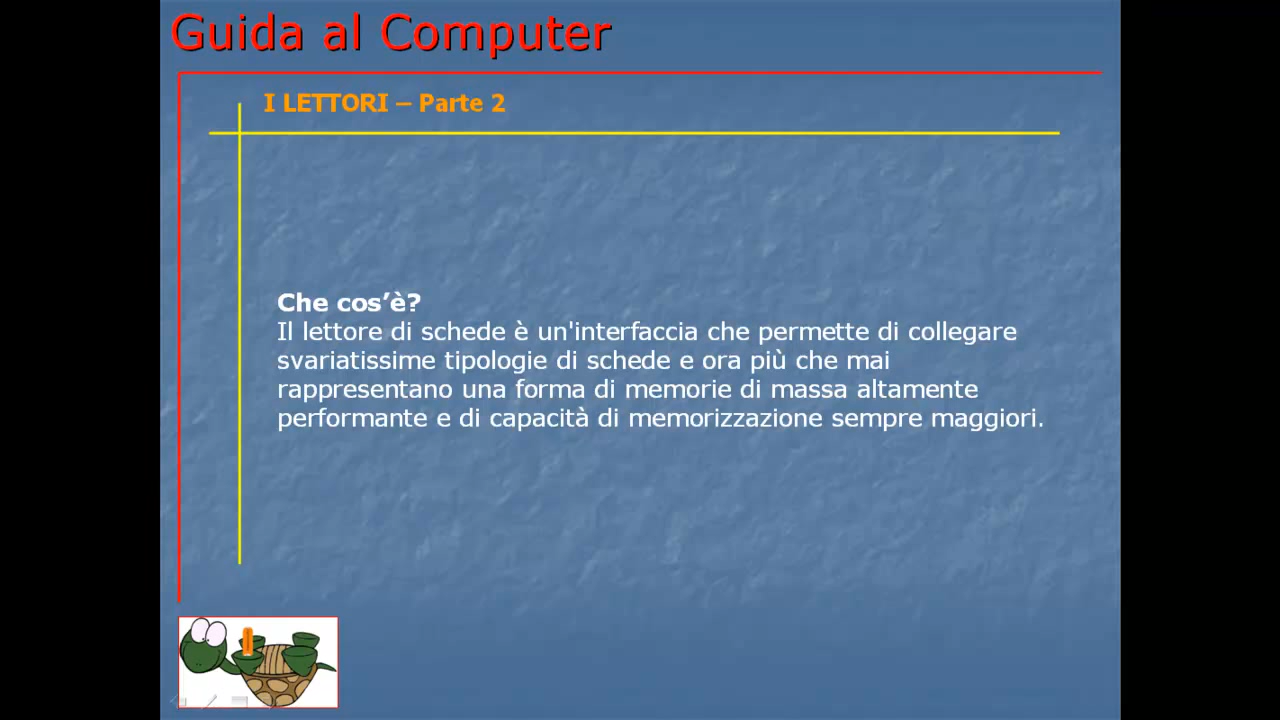 Guida al Computer
I LETTORI – Parte 2
Che cos’è?
Il lettore di schede è un'interfaccia che permette di collegare
svariatissime tipologie di schede e ora più che mai
rappresentano una forma di memorie di massa altamente
performante e di capacità di memorizzazione sempre maggiori.